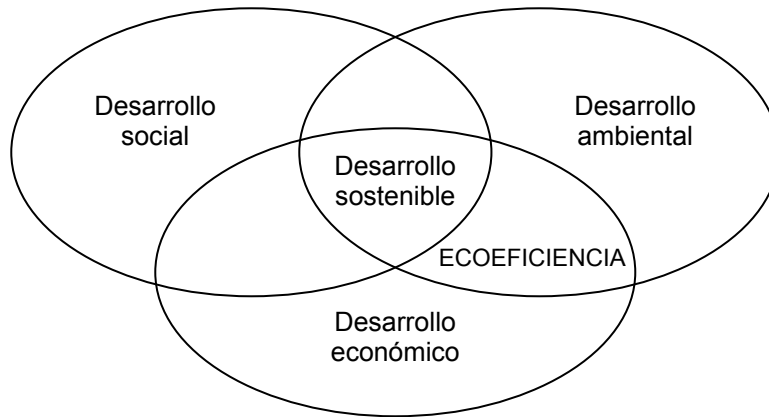 Desarrollo
social
Desarrollo
ambiental
Desarrollo
sostenible
ECOEFICIENCIA
Desarrollo
económico